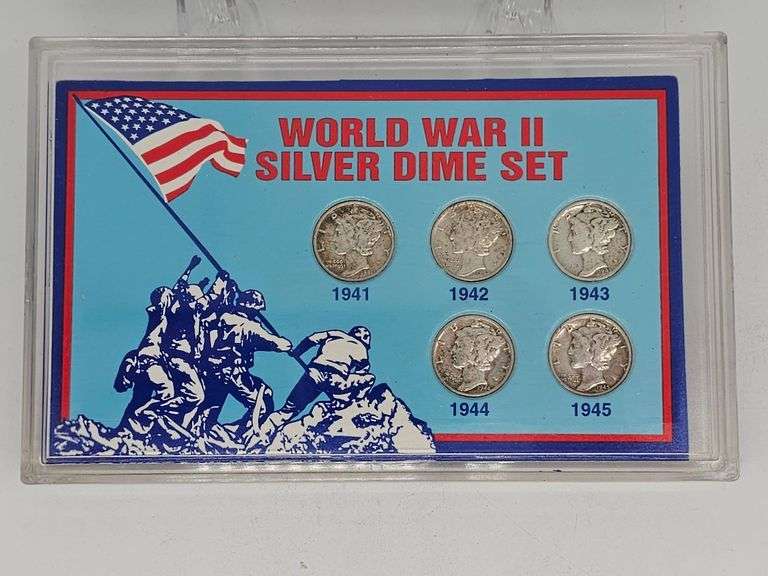 WORLD WAR II
SILVER DIME SET
1941 1942 1943
1944 1945